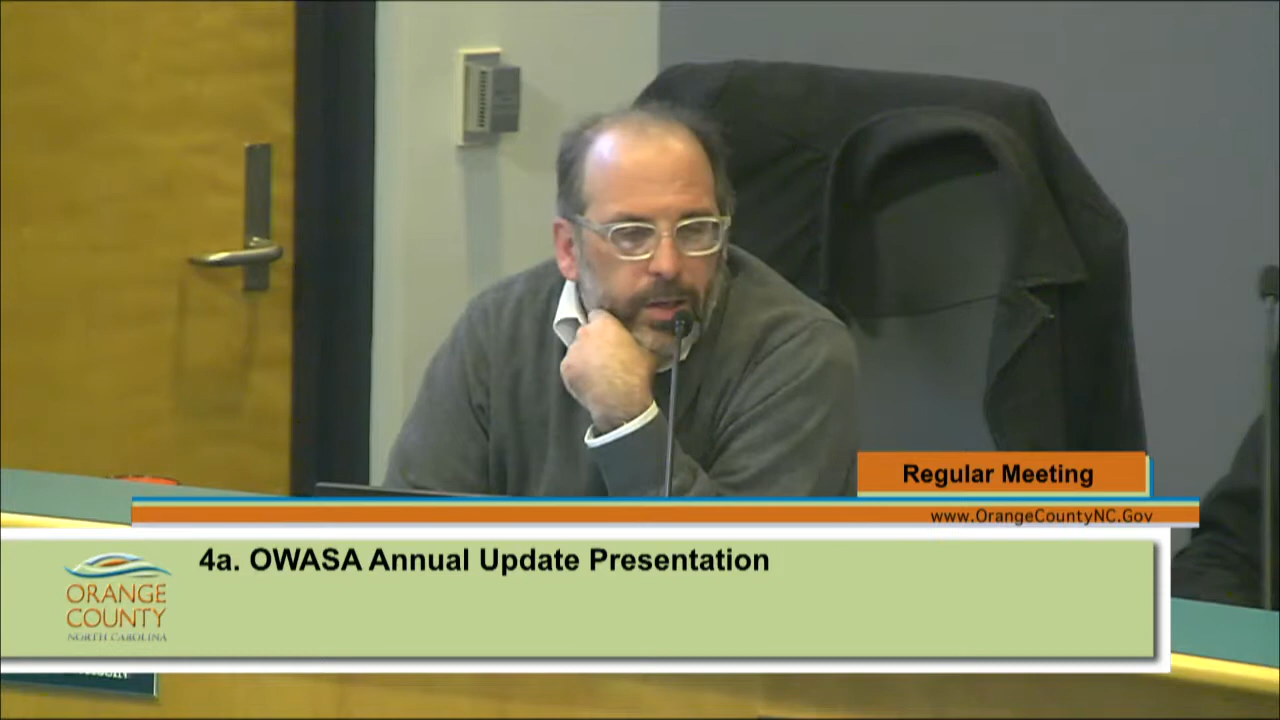 Regular Meeting
www.OrangeCountyNC.Gov
4a. OWASA Annual Update Presentation
ORANGE
COUNTY
NORTH CAROLINA